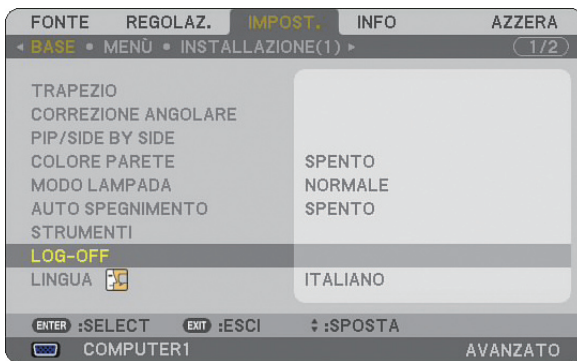 FONTE REGOLAZ. IMPOST. INFO AZZERA
BASE • MENÙ • INSTALLAZIONE(1) 1/2
TRAPEZIO
CORREZIONE ANGOLARE
PIP/SIDE BY SIDE
COLORE PARETE SPENTO
MODO LAMPADA NORMALE
AUTO SPEGNIMENTO SPENTO
STRUMENTI
LOG-OFF
LINGUA ITALIANO
ENTER :SELECT EXIT :ESCI :SPOSTA
COMPUTER1 AVANZATO